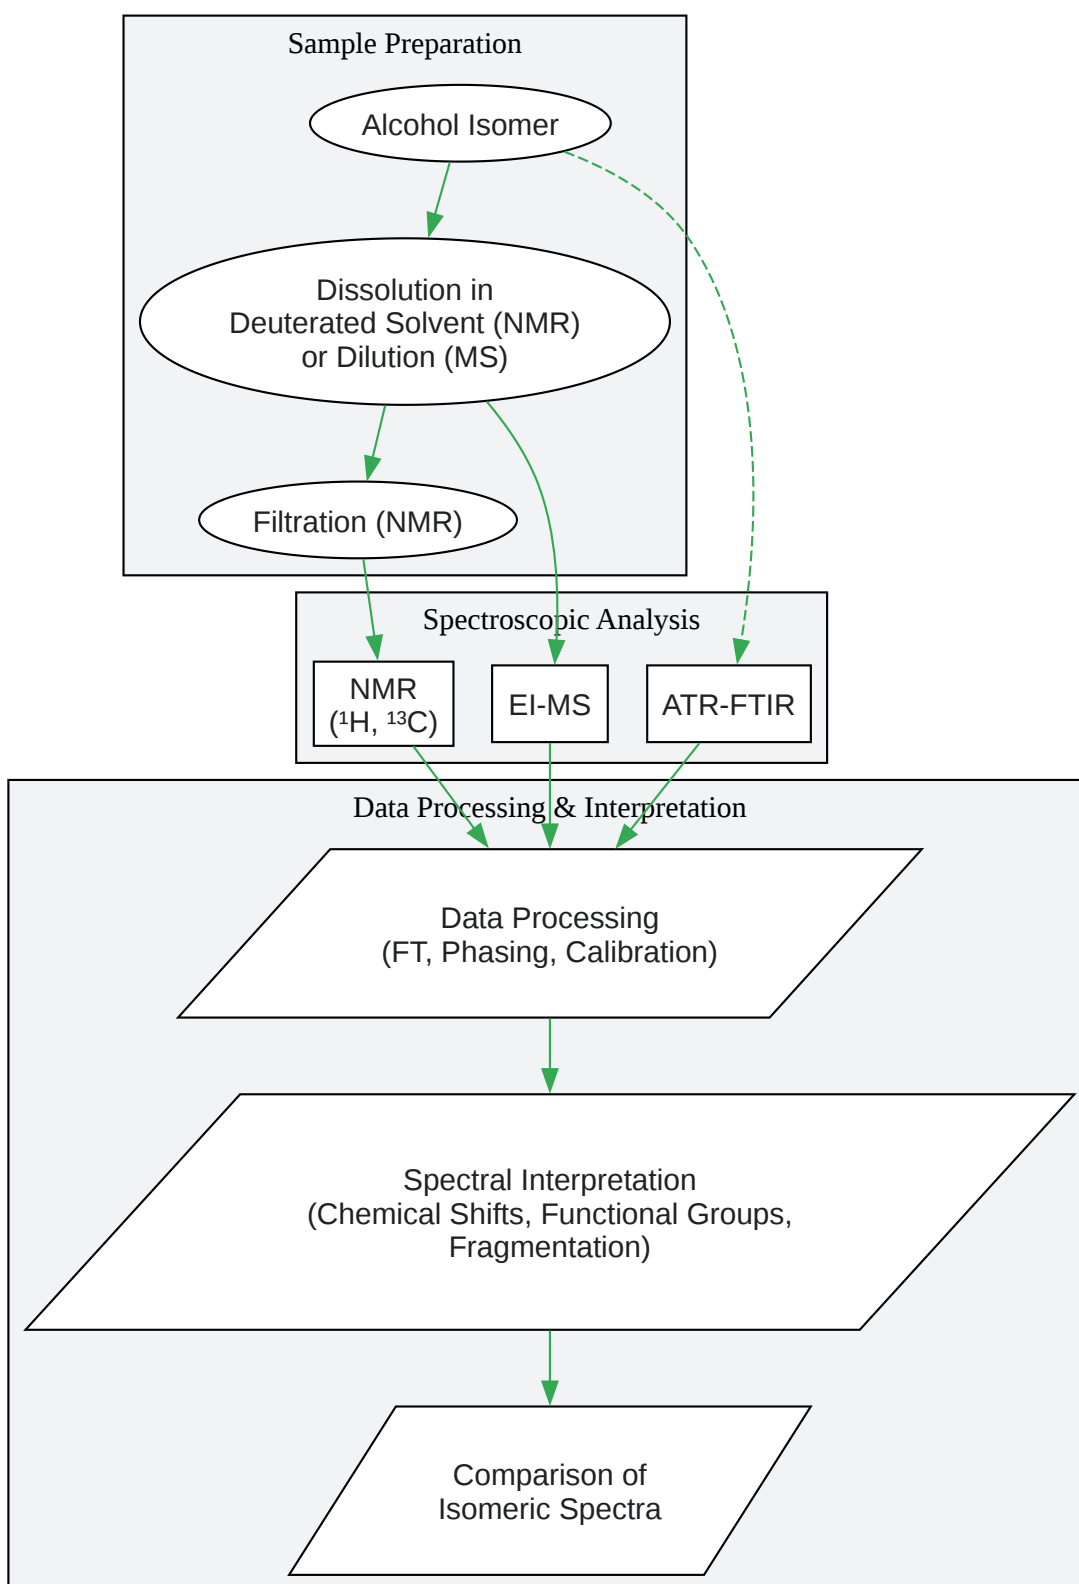 Sample Preparation
Alcohol Isomer
Dissolution in
Deuterated Solvent (NMR)
or Dilution (MS)
Filtration (NMR)
Spectroscopic Analysis
NMR
(¹H, ¹³C)
EI-MS
ATR-FTIR
Data Processing & Interpretation
Data Processing
(FT, Phasing, Calibration)
Spectral Interpretation
(Chemical Shifts, Functional Groups,
Fragmentation)
Comparison of
Isomeric Spectra